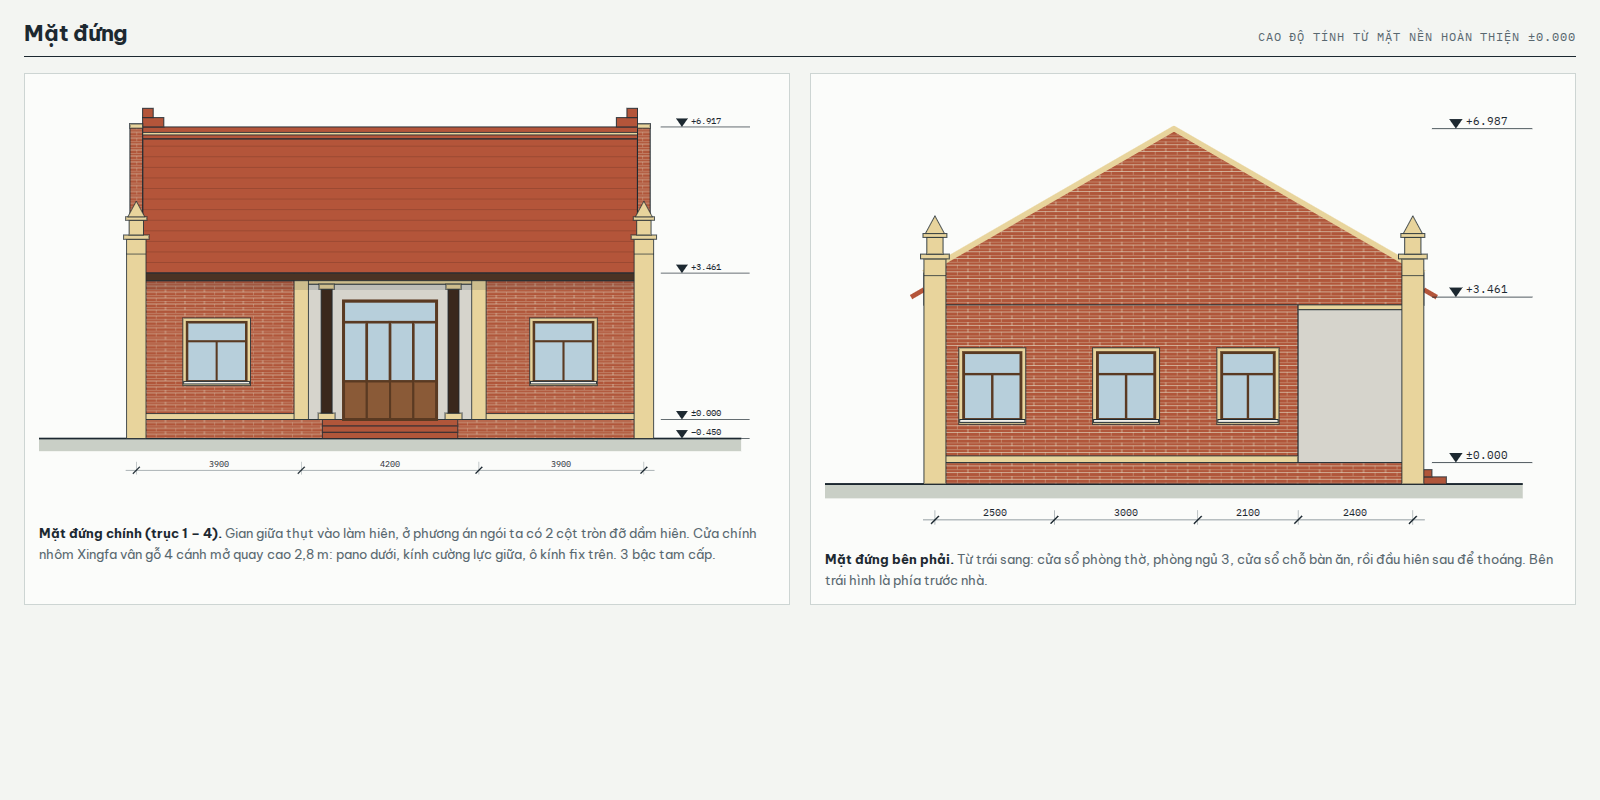 Mặt đứng
CAO ĐỘ TÍNH TỪ MẶT NỀN HOÀN THIỆN ±0.000
+6.917
+3.461
±0.000
−0.450
3900 4200 3900
Mặt đứng chính (trục 1 – 4). Gian giữa thụt vào làm hiên, ở phương án ngói ta có 2 cột tròn đỡ dầm hiên. Cửa chính
nhôm Xingfa vân gỗ 4 cánh mở quay cao 2,8 m: pano dưới, kính cường lực giữa, ô kính fix trên. 3 bậc tam cấp.
+6.987
+3.461
±0.000
2500 3000 2100 2400
Mặt đứng bên phải. Từ trái sang: cửa sổ phòng thờ, phòng ngủ 3, cửa sổ chỗ bàn ăn, rồi đầu hiên sau để thoáng. Bên
trái hình là phía trước nhà.